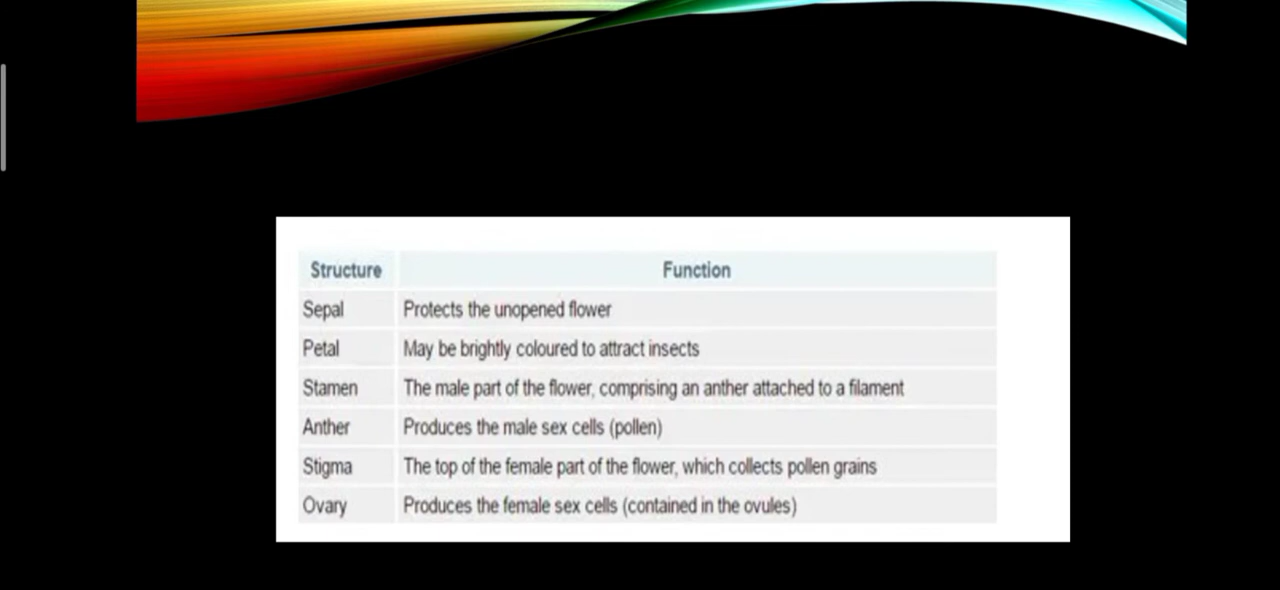 Structure Function
Sepal Protects the unopened flower
Petal May be brightly coloured to attract insects
Stamen The male part of the flower, comprising an anther attached to a filament
Anther Produces the male sex cells (pollen)
Stigma The top of the female part of the flower, which collects pollen grains
Ovary Produces the female sex cells (contained in the ovules)